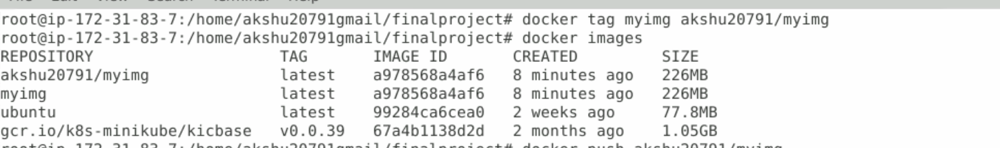 root@ip-172-31-83-7:/home/akshu20791gmail/finalproject# docker tag myimg akshu20791/myimg
root@ip-172-31-83-7:/home/akshu20791gmail/finalproject# docker images
REPOSITORY TAG IMAGE ID CREATED SIZE
akshu20791/myimg latest a978568a4af6 8 minutes ago 226MB
myimg latest a978568a4af6 8 minutes ago 226MB
ubuntu latest 99284ca6cea0 2 weeks ago 77.8MB
gcr.io/k8s-minikube/kicbase v0.0.39 67a4b1138d2d 2 months ago 1.05GB
root@ip-172-31-83-7:/home/akshu20791gmail/finalproject# docker push akshu20791/myimg